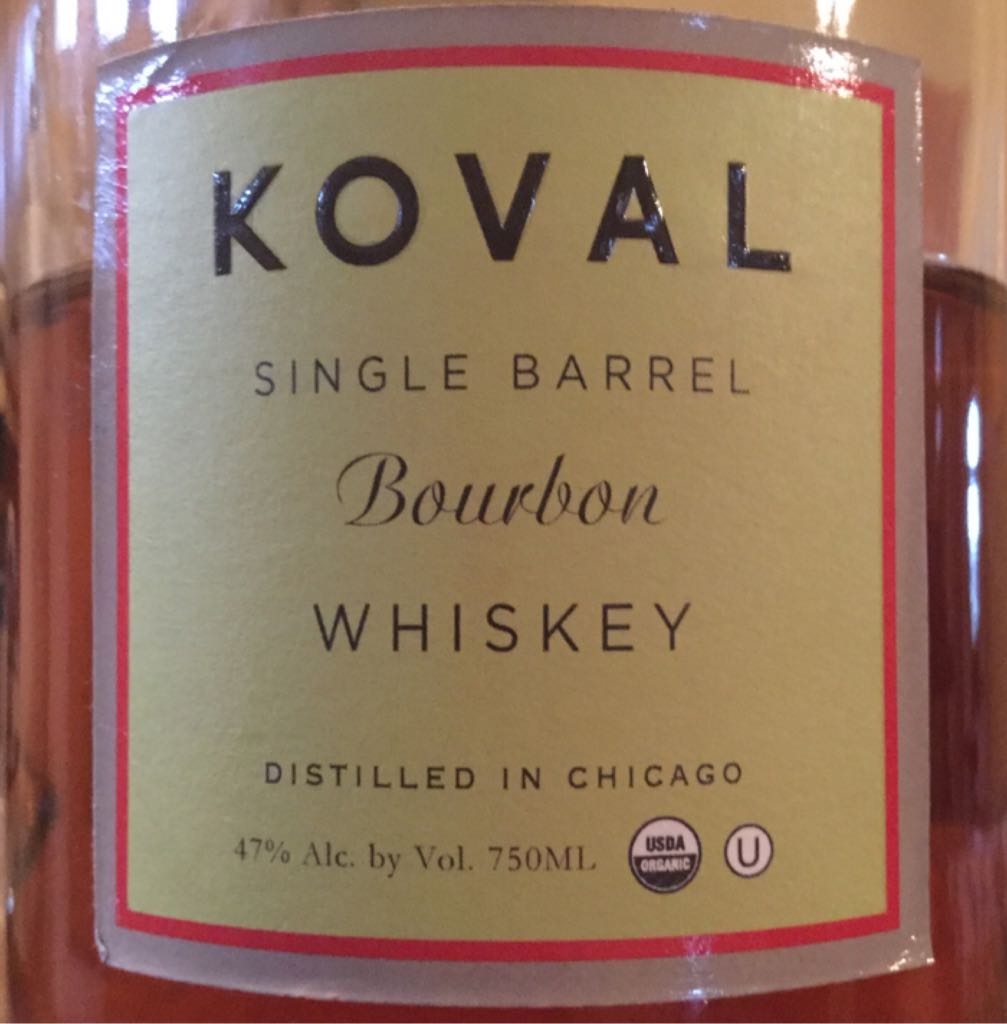 KOVAL
SINGLE BARREL
Bourbon
WHISKEY
DISTILLED IN CHICAGO
47% Alc. by Vol. 750ML
USDA
ORGANIC
U